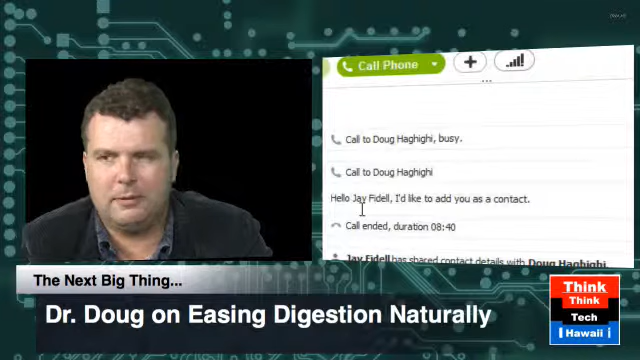 Call Phone
Call to Doug Haghighi, busy.
Call to Doug Haghighi
Hello Jay Fidell, I'd like to add you as a contact.
Call ended, duration 08:40
Jay Fidell has shared contact details with Doug Haghighi.
The Next Big Thing...
Dr. Doug on Easing Digestion Naturally
Think
Think
Tech
Hawaii